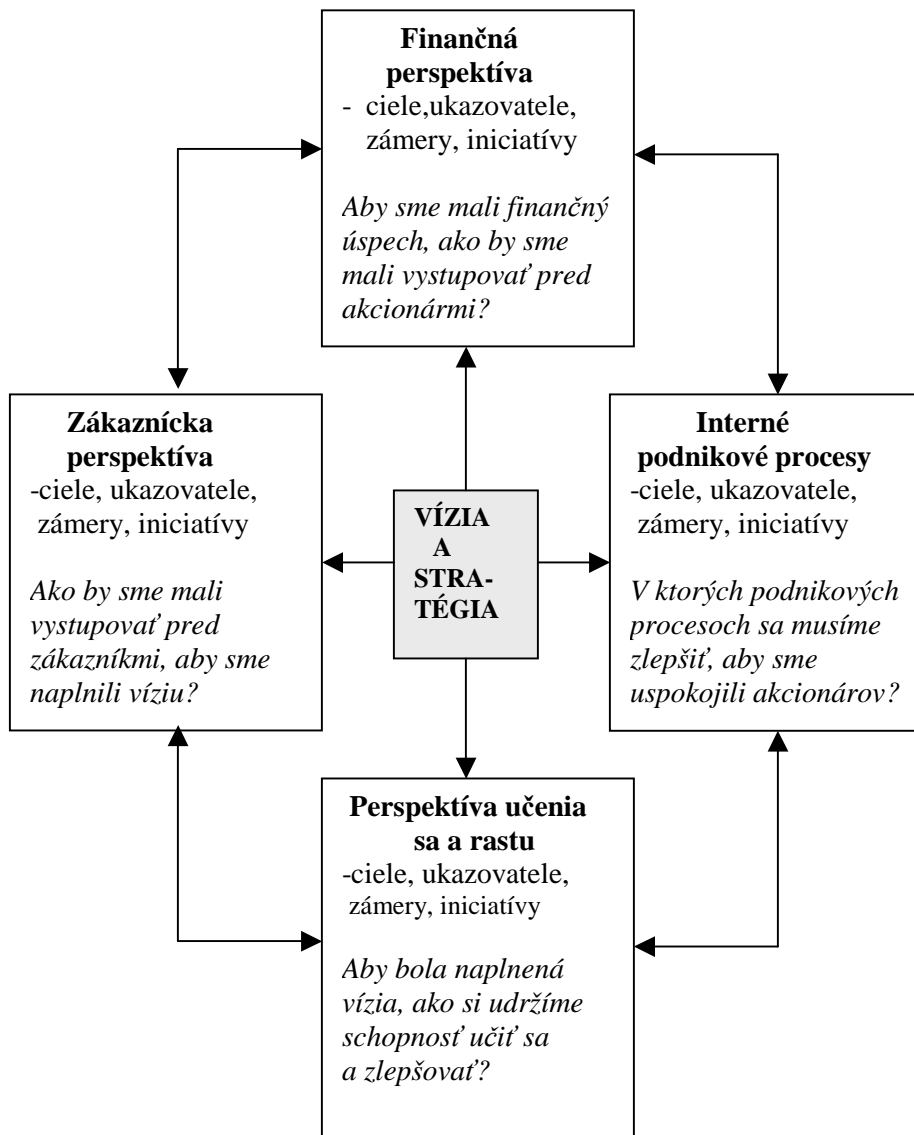 Finančná
perspektíva
- ciele,ukazovatele,
zámery, iniciatívy
Aby sme mali finančný
úspech, ako by sme
mali vystupovať pred
akcionármi?
Zákaznícka
perspektíva
-ciele, ukazovatele,
zámery, iniciatívy
Ako by sme mali
vystupovať pred
zákazníkmi, aby sme
naplnili víziu?
VÍZIA
A
STRA-
TÉGIA
Interné
podnikové procesy
-ciele, ukazovatele,
zámery, iniciatívy
V ktorých podnikových
procesoch sa musíme
zlepšiť, aby sme
uspokojili akcionárov?
Perspektíva učenia
sa a rastu
-ciele, ukazovatele,
zámery, iniciatívy
Aby bola naplnená
vízia, ako si udržíme
schopnosť učiť sa
a zlepšovať?